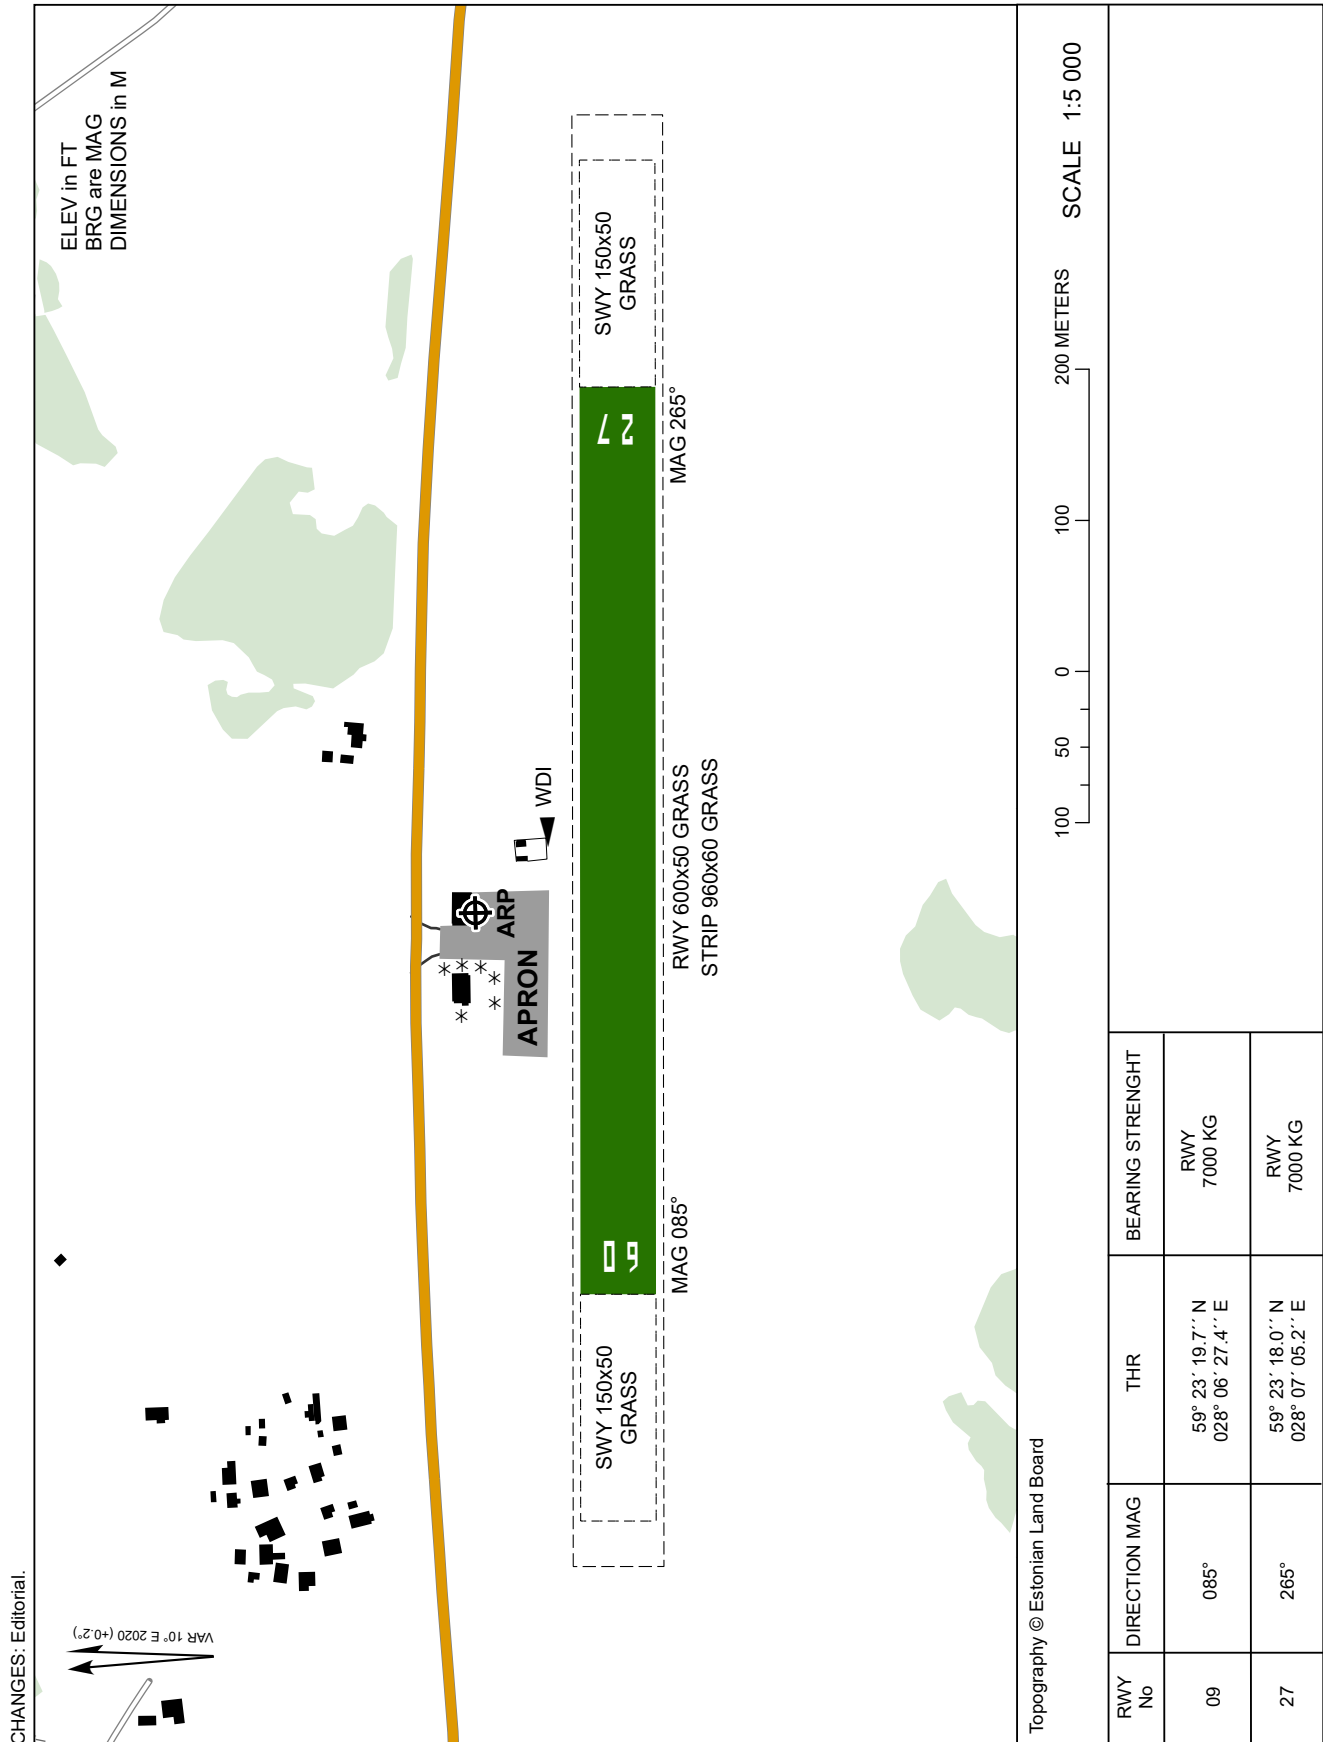 CHANGES: Editorial.
VAR 10° E 2020 (+0.2°)
ELEV in FT
BRG are MAG
DIMENSIONS in M
APRON
ARP
WDI
SWY 150x50
GRASS
09
27
SWY 150x50
GRASS
MAG 085°
RWY 600x50 GRASS
STRIP 960x60 GRASS
MAG 265°
Topography © Estonian Land Board
100 50 0 100 200 METERS
SCALE 1:5 000
RWY
No
DIRECTION MAG
THR
BEARING STRENGHT
09
085°
59° 23´ 19.7´´ N
028° 06´ 27.4´´ E
RWY
7000 KG
27
265°
59° 23´ 18.0´´ N
028° 07´ 05.2´´ E
RWY
7000 KG